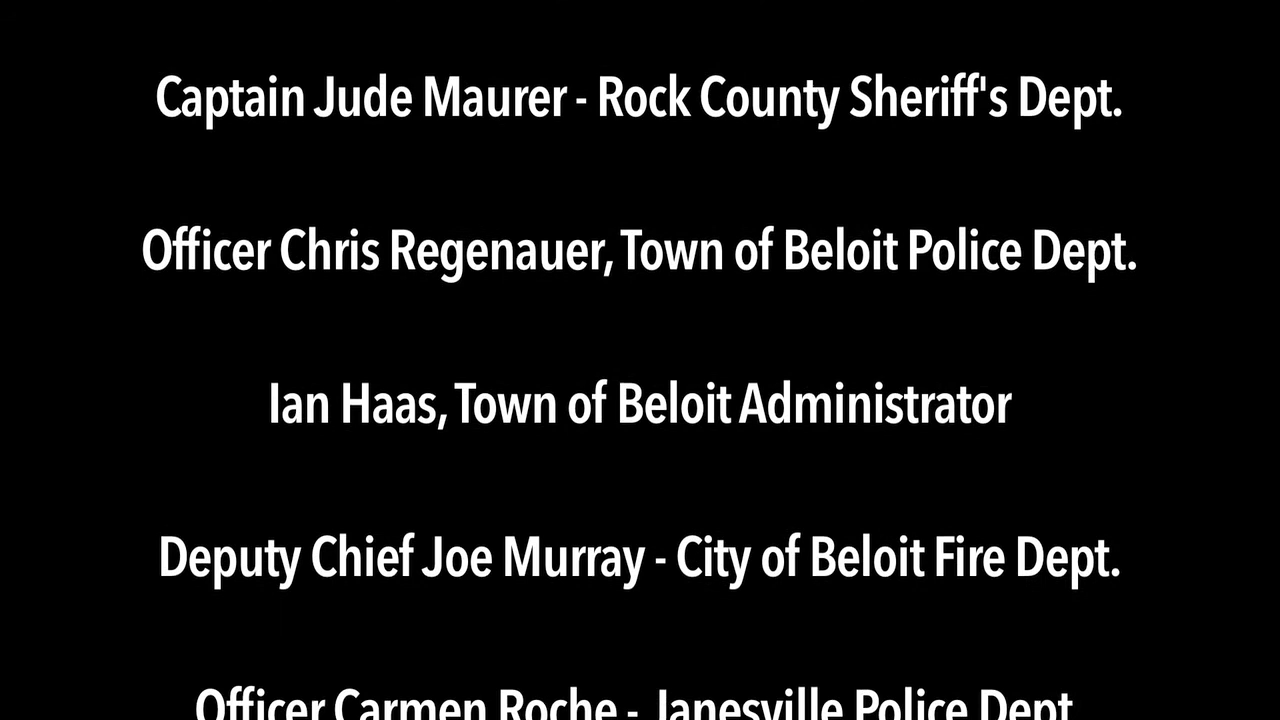 Captain Jude Maurer - Rock County Sheriff's Dept.
Officer Chris Regenauer, Town of Beloit Police Dept.
Ian Haas, Town of Beloit Administrator
Deputy Chief Joe Murray - City of Beloit Fire Dept.
Officer Carmen Roche - Janesville Police Dept.